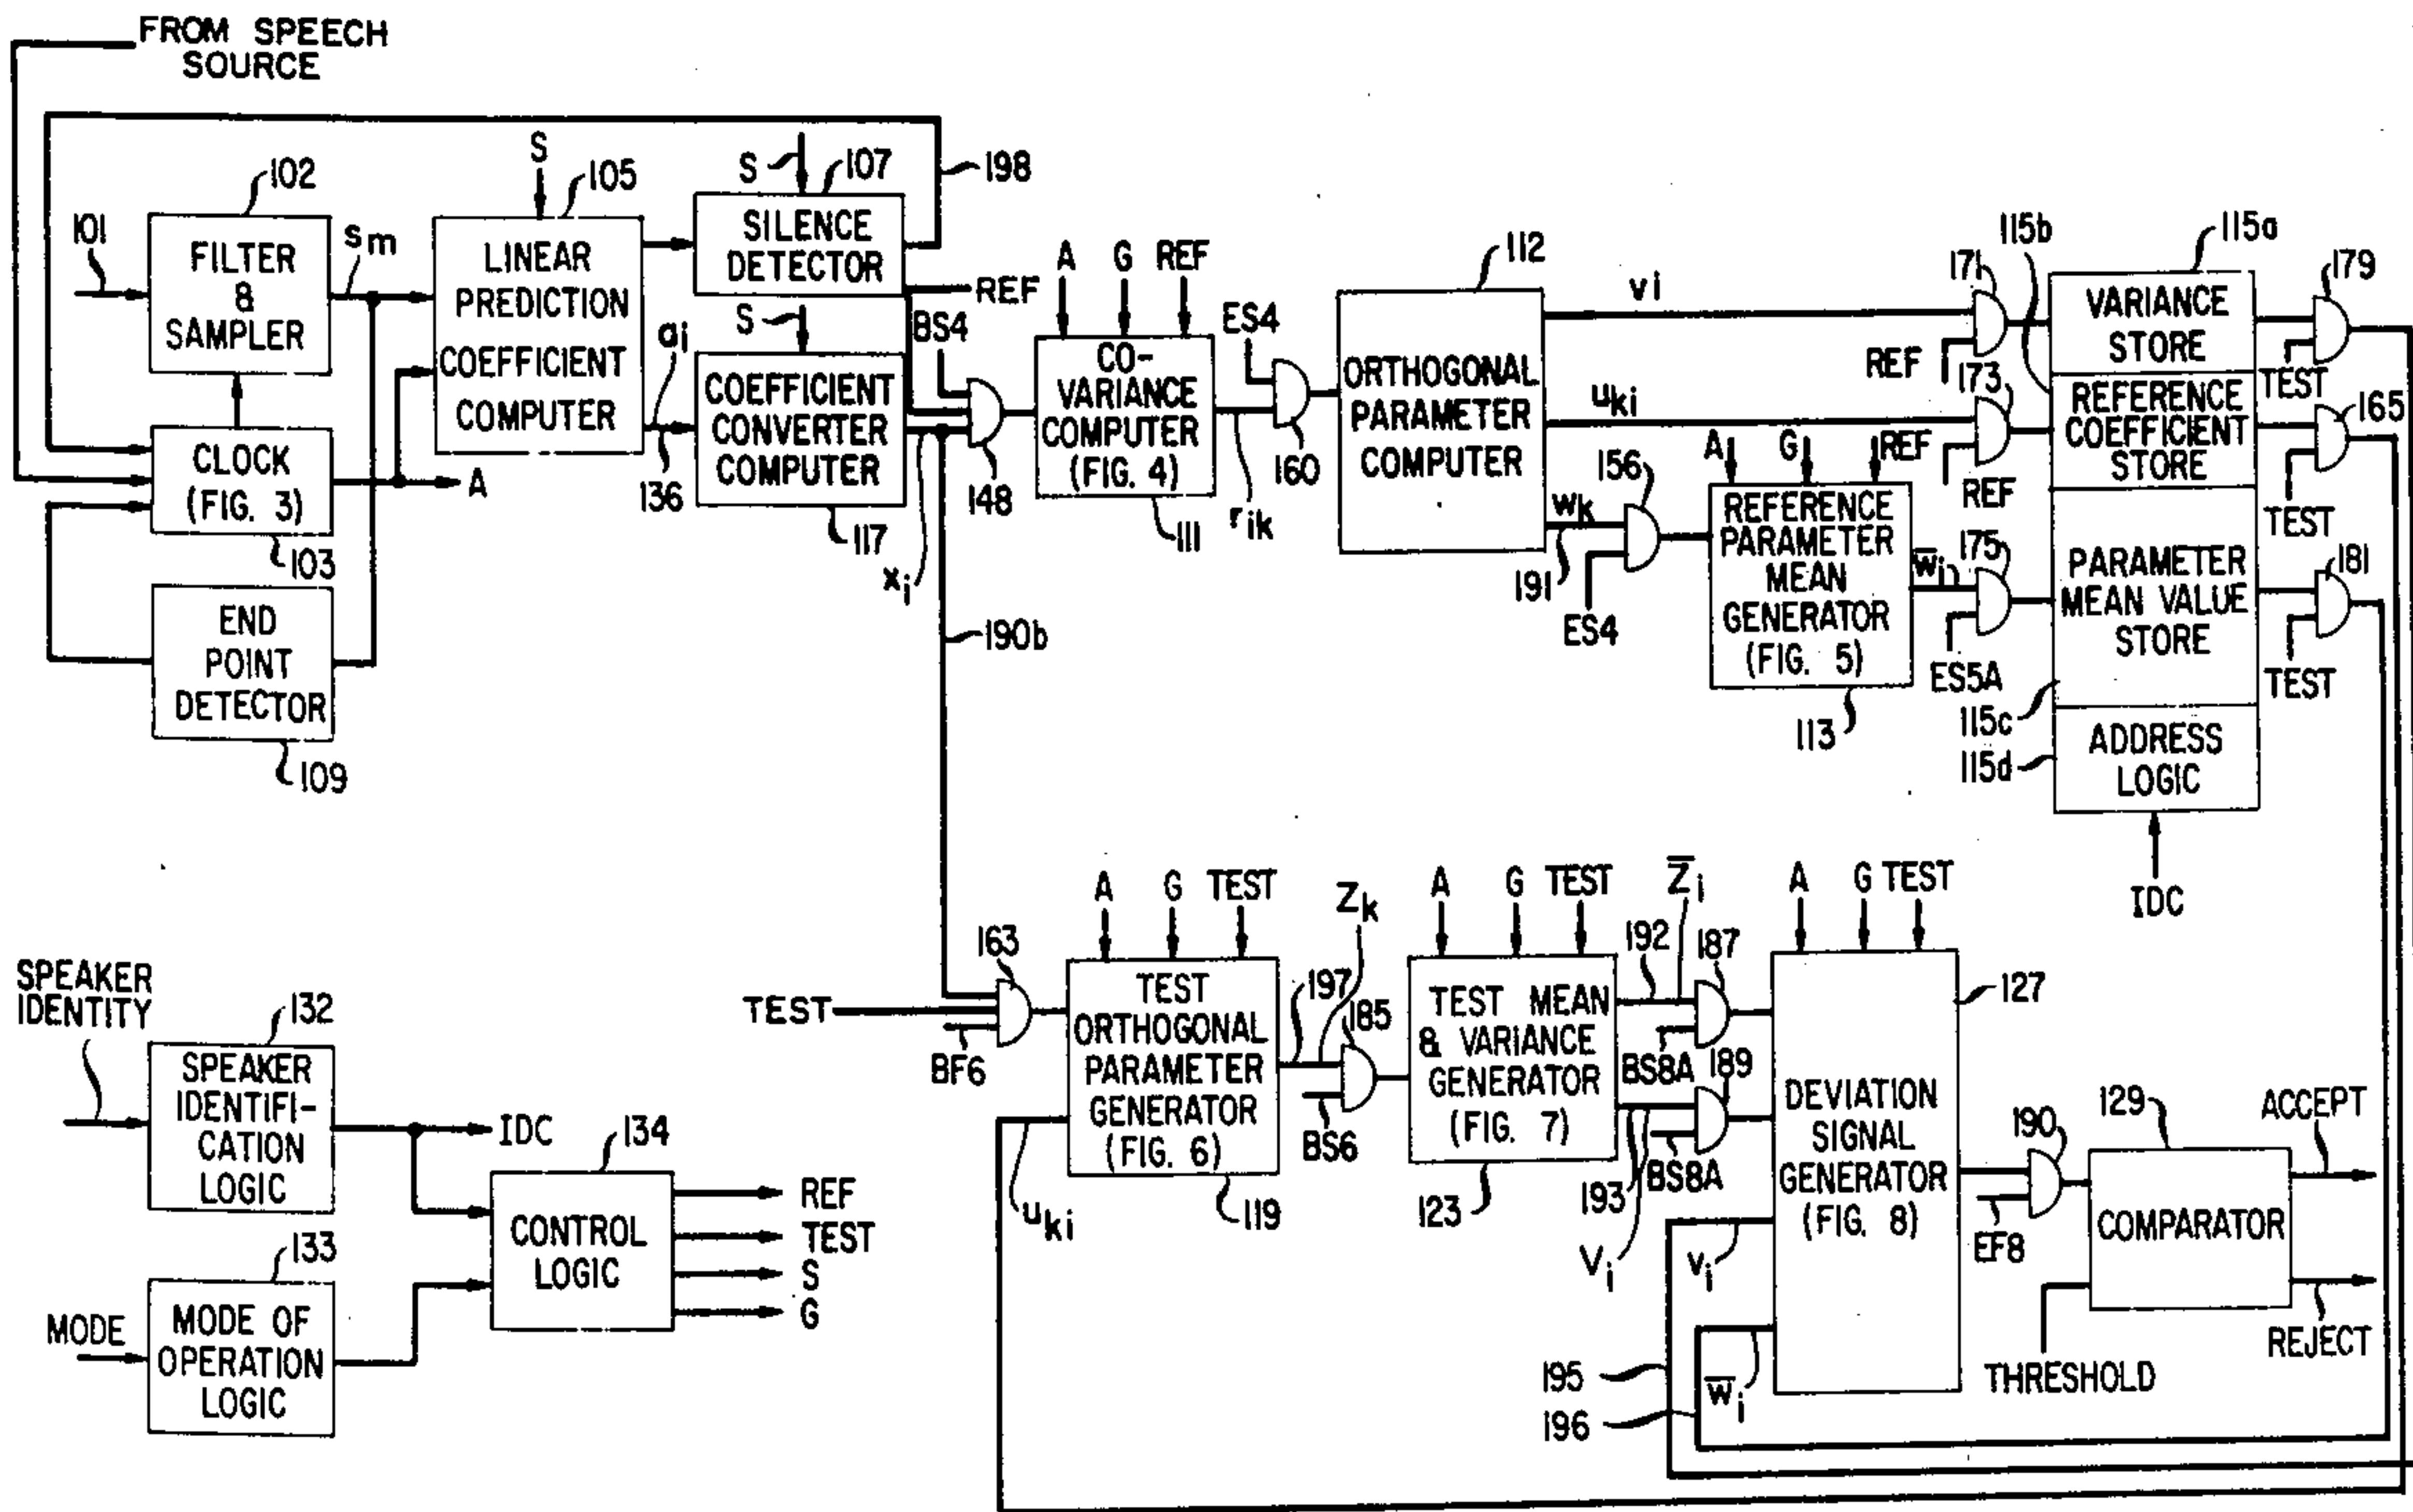 FROM SPEECH
SOURCE
198
102
101
FILTER
&
SAMPLER
sm
S
105
LINEAR
PREDICTION
COEFFICIENT
COMPUTER
S
107
SILENCE
DETECTOR
REF
CLOCK
(FIG. 3)
103
A
END
POINT
DETECTOR
109
ai
136
S
COEFFICIENT
CONVERTER
COMPUTER
117
xi
BS4
148
190b
A
G
REF
CO-
VARIANCE
COMPUTER
(FIG. 4)
111
rik
ES4
160
112
ORTHOGONAL
PARAMETER
COMPUTER
vi
uki
wk
191
156
ES4
A
G
REF
REFERENCE
PARAMETER
MEAN
GENERATOR
(FIG. 5)
113
w̅i
171
REF
173
REF
175
ES5A
115b
115a
VARIANCE
STORE
REFERENCE
COEFFICIENT
STORE
PARAMETER
MEAN VALUE
STORE
115c
ADDRESS
LOGIC
115d
IDC
179
TEST
165
TEST
181
TEST
SPEAKER
IDENTITY
132
SPEAKER
IDENTIFI-
CATION
LOGIC
IDC
133
MODE
MODE OF
OPERATION
LOGIC
134
CONTROL
LOGIC
REF
TEST
S
G
TEST
163
BF6
A
G
TEST
TEST
ORTHOGONAL
PARAMETER
GENERATOR
(FIG. 6)
119
uki
197
Zk
185
BS6
A
G
TEST
TEST MEAN
& VARIANCE
GENERATOR
(FIG. 7)
123
192
Z̅i
187
BS8A
189
BS8A
193
Vi
A
G
TEST
DEVIATION
SIGNAL
GENERATOR
(FIG. 8)
127
vi
w̅i
195
196
190
EF8
129
COMPARATOR
ACCEPT
REJECT
THRESHOLD